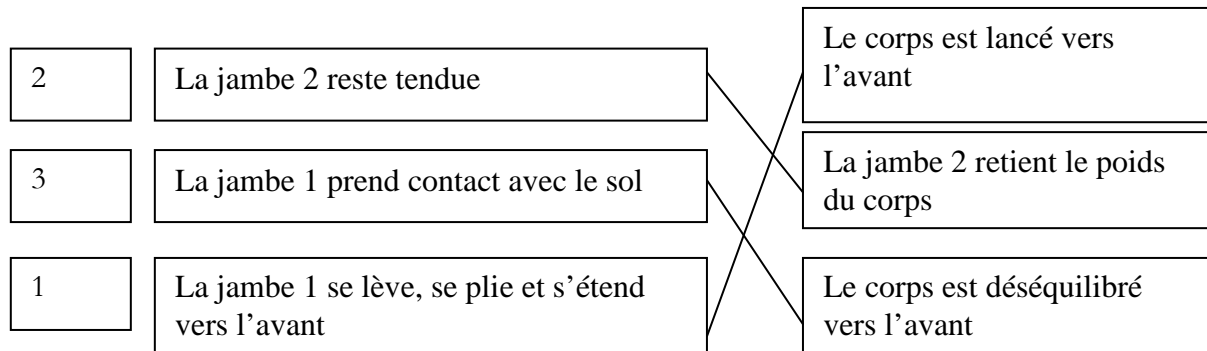 2
La jambe 2 reste tendue
Le corps est lancé vers
l’avant
3
La jambe 1 prend contact avec le sol
La jambe 2 retient le poids
du corps
1
La jambe 1 se lève, se plie et s’étend
vers l’avant
Le corps est déséquilibré
vers l’avant